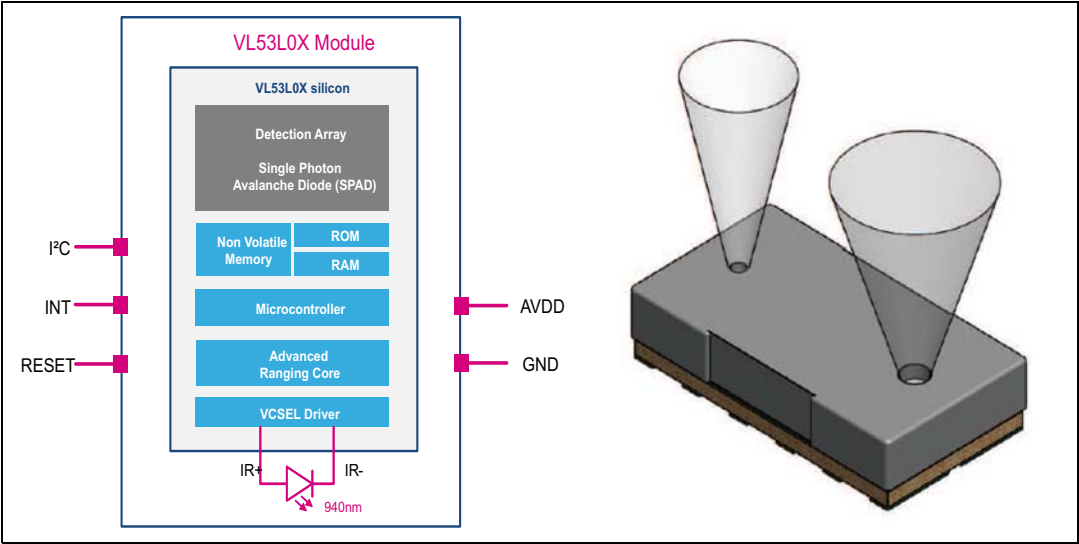 VL53L0X Module
VL53L0X silicon
Detection Array
Single Photon
Avalanche Diode (SPAD)
Non Volatile
Memory
ROM
RAM
Microcontroller
Advanced
Ranging Core
VCSEL Driver
I²C
INT
RESET
AVDD
GND
IR+
IR-
940nm